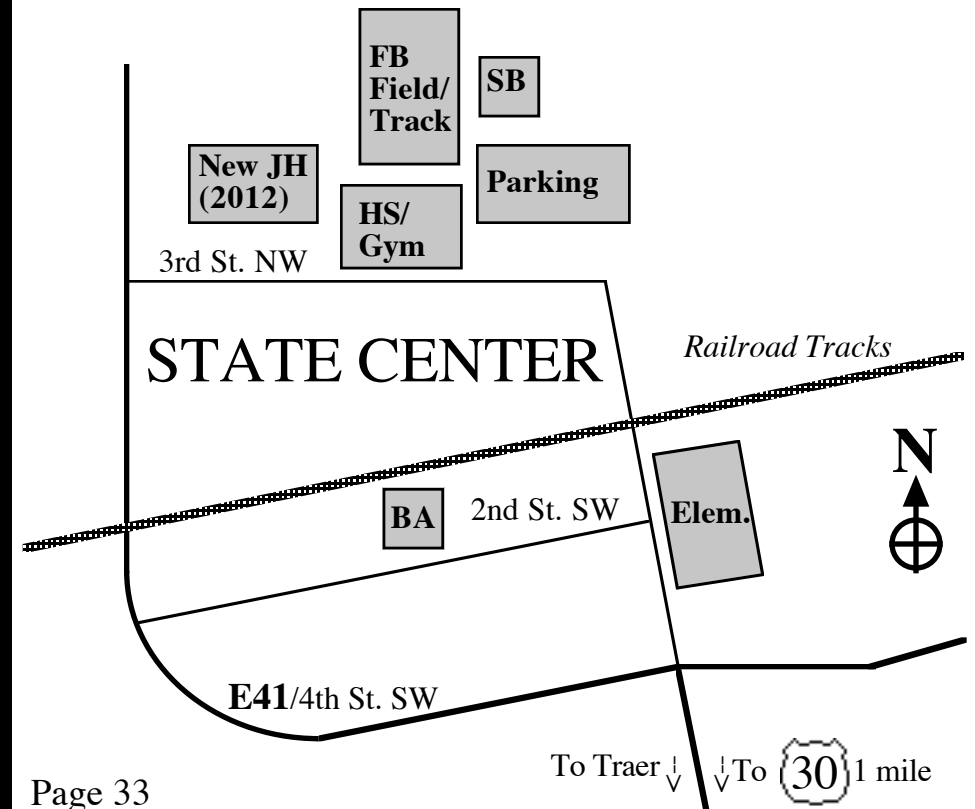 FB
Field/
Track
SB
New JH
(2012)
Parking
HS/
Gym
3rd St. NW
STATE CENTER
Railroad Tracks
N
BA
2nd St. SW
Elem.
E41/4th St. SW
To Traer
To 30 1 mile
Page 33